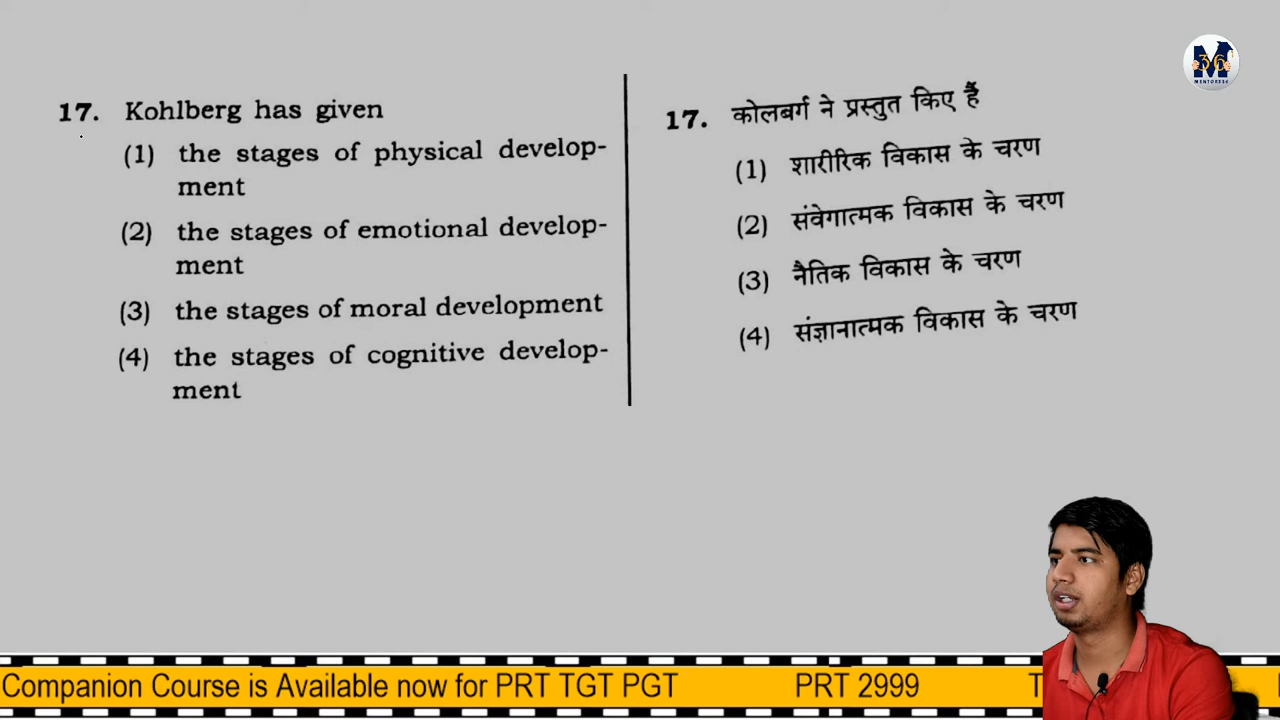 17. Kohlberg has given
(1) the stages of physical develop-
ment
(2) the stages of emotional develop-
ment
(3) the stages of moral development
(4) the stages of cognitive develop-
ment
17. कोलबर्ग ने प्रस्तुत किए हैं
(1) शारीरिक विकास के चरण
(2) संवेगात्मक विकास के चरण
(3) नैतिक विकास के चरण
(4) संज्ञानात्मक विकास के चरण
M
36
MENTORS36
Companion Course is Available now for PRT TGT PGT PRT 2999 T